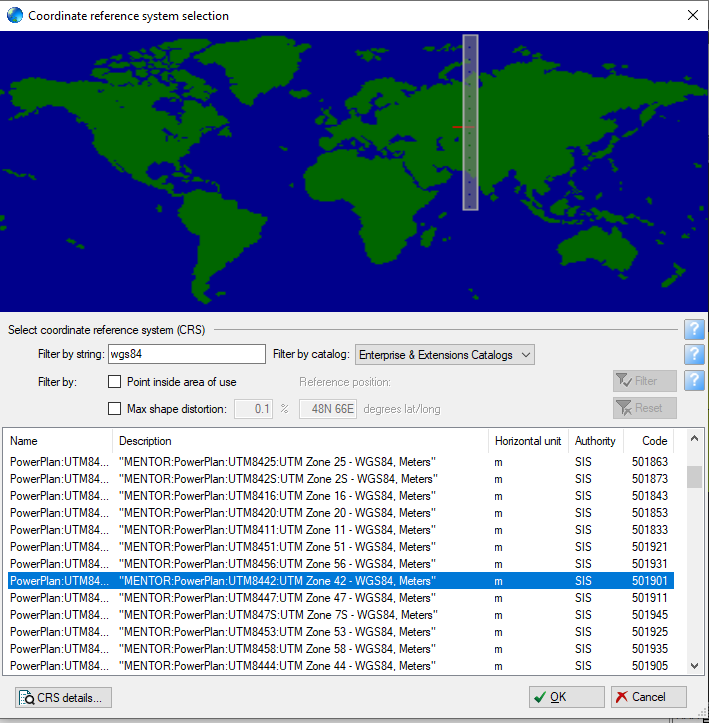 Coordinate reference system selection
Select coordinate reference system (CRS)
?
Filter by string: wgs84 Filter by catalog: Enterprise & Extensions Catalogs
?
Filter by: Point inside area of use Reference position: Filter
?
Max shape distortion: 0.1 % 48N 66E degrees lat/long Reset
Name Description Horizontal unit Authority Code
PowerPlan:UTM84... "MENTOR:PowerPlan:UTM8425:UTM Zone 25 - WGS84, Meters" m SIS 501863
PowerPlan:UTM84... "MENTOR:PowerPlan:UTM842S:UTM Zone 2S - WGS84, Meters" m SIS 501873
PowerPlan:UTM84... "MENTOR:PowerPlan:UTM8416:UTM Zone 16 - WGS84, Meters" m SIS 501843
PowerPlan:UTM84... "MENTOR:PowerPlan:UTM8420:UTM Zone 20 - WGS84, Meters" m SIS 501853
PowerPlan:UTM84... "MENTOR:PowerPlan:UTM8411:UTM Zone 11 - WGS84, Meters" m SIS 501833
PowerPlan:UTM84... "MENTOR:PowerPlan:UTM8451:UTM Zone 51 - WGS84, Meters" m SIS 501921
PowerPlan:UTM84... "MENTOR:PowerPlan:UTM8456:UTM Zone 56 - WGS84, Meters" m SIS 501931
PowerPlan:UTM84... "MENTOR:PowerPlan:UTM8442:UTM Zone 42 - WGS84, Meters" m SIS 501901
PowerPlan:UTM84... "MENTOR:PowerPlan:UTM8447:UTM Zone 47 - WGS84, Meters" m SIS 501911
PowerPlan:UTM84... "MENTOR:PowerPlan:UTM847S:UTM Zone 7S - WGS84, Meters" m SIS 501945
PowerPlan:UTM84... "MENTOR:PowerPlan:UTM8453:UTM Zone 53 - WGS84, Meters" m SIS 501925
PowerPlan:UTM84... "MENTOR:PowerPlan:UTM8458:UTM Zone 58 - WGS84, Meters" m SIS 501935
PowerPlan:UTM84... "MENTOR:PowerPlan:UTM8444:UTM Zone 44 - WGS84, Meters" m SIS 501905
CRS details... OK Cancel